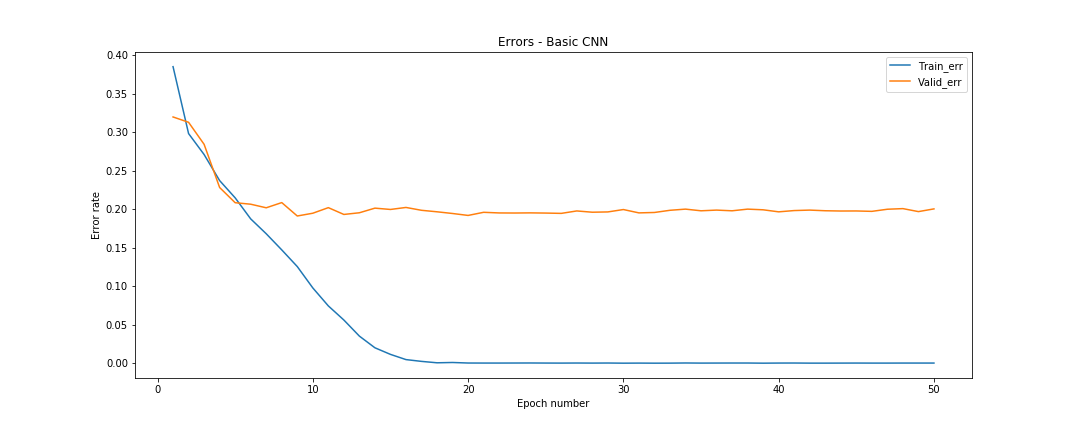 Errors - Basic CNN
Train_err
Valid_err
0.40
0.35
0.30
0.25
0.20
0.15
0.10
0.05
0.00
Error rate
0 10 20 30 40 50
Epoch number